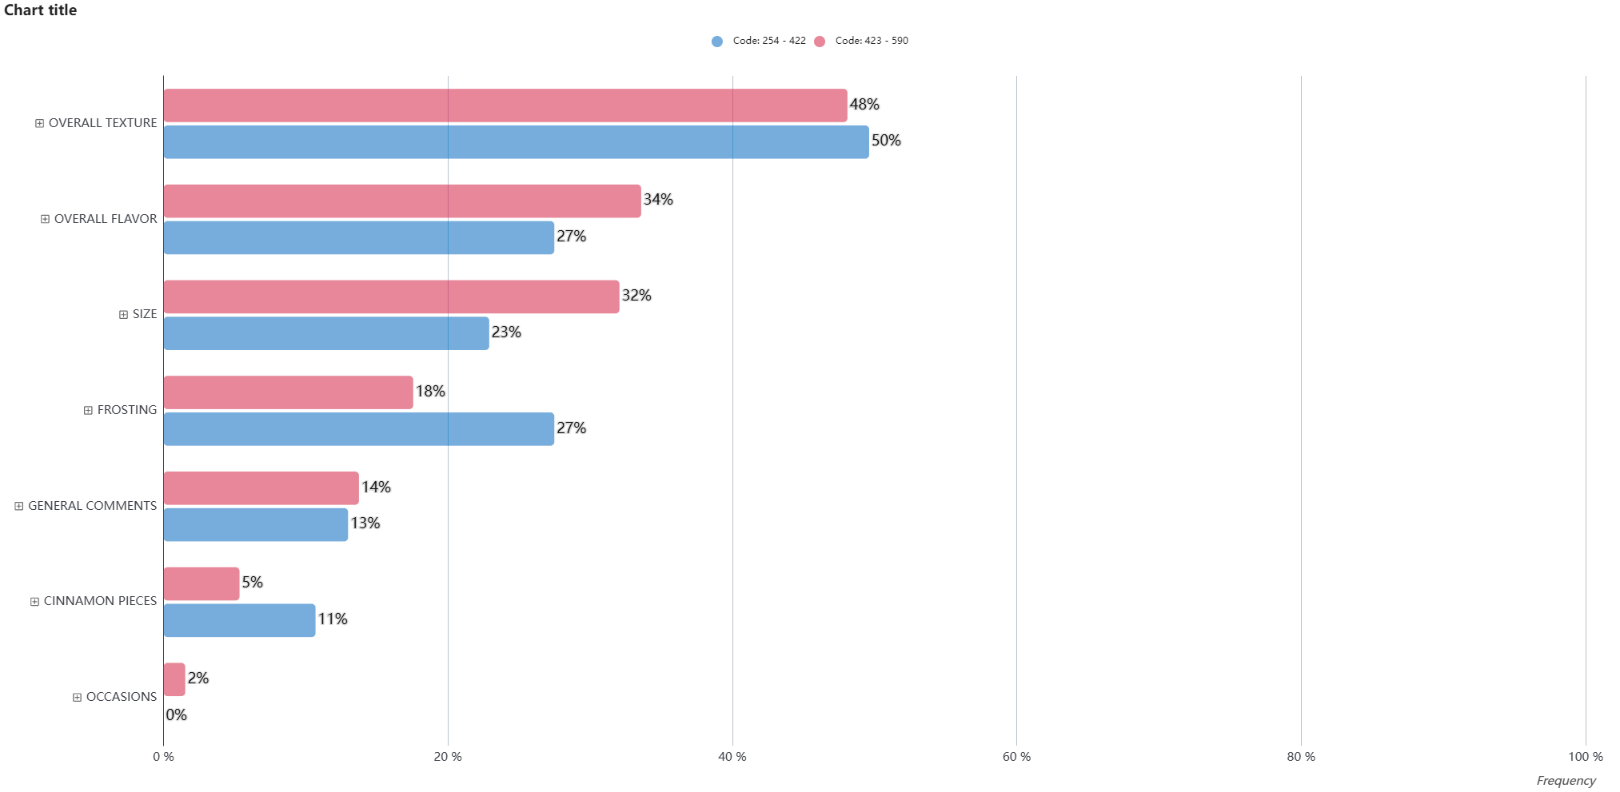 Chart title
Code: 254 - 422 Code: 423 - 590
OVERALL TEXTURE
48%
50%
OVERALL FLAVOR
34%
27%
SIZE
32%
23%
FROSTING
18%
27%
GENERAL COMMENTS
14%
13%
CINNAMON PIECES
5%
11%
OCCASIONS
2%
0%
0 % 20 % 40 % 60 % 80 % 100 %
Frequency